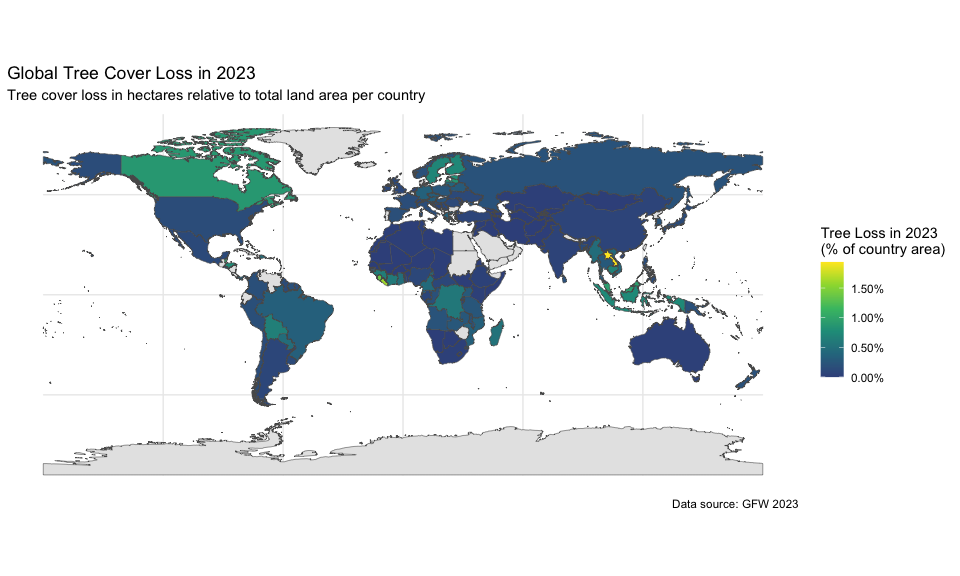 Global Tree Cover Loss in 2023
Tree cover loss in hectares relative to total land area per country
Tree Loss in 2023
(% of country area)
1.50%
1.00%
0.50%
0.00%
Data source: GFW 2023